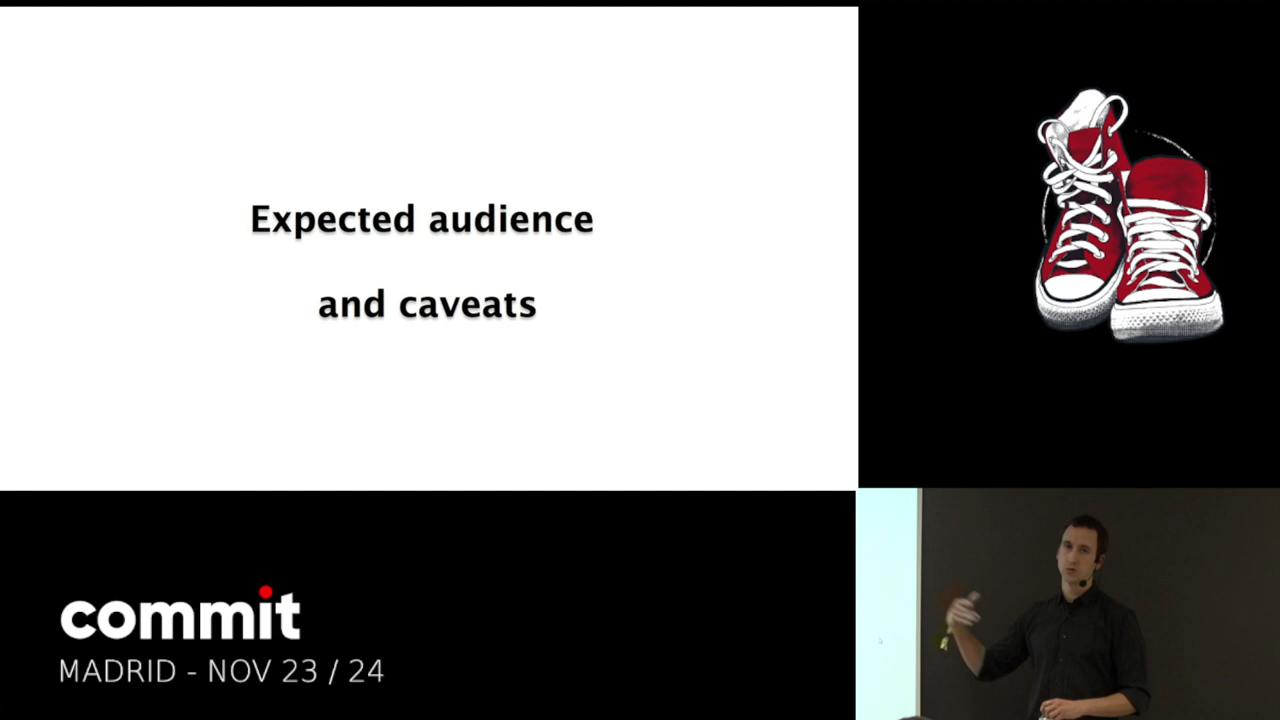 Expected audience
and caveats
commit
MADRID - NOV 23 / 24